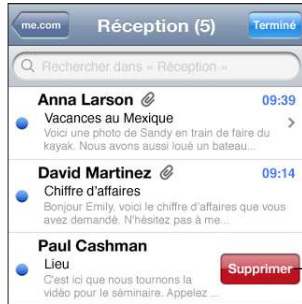 me.com Réception (5) Terminé
Rechercher dans « Réception »
Anna Larson 09:39
Vacances au Mexique
Voici une photo de Sandy en train de faire du
kayak. Nous avons aussi loué un bateau...
David Martinez 09:14
Chiffre d'affaires
Bonjour Emily, voici le chiffre d'affaires que vous
avez demandé. N'hésitez pas à me...
Paul Cashman
Lieu Supprimer
C'est ici que nous tournons la
vidéo pour le séminaire. Appelez ...